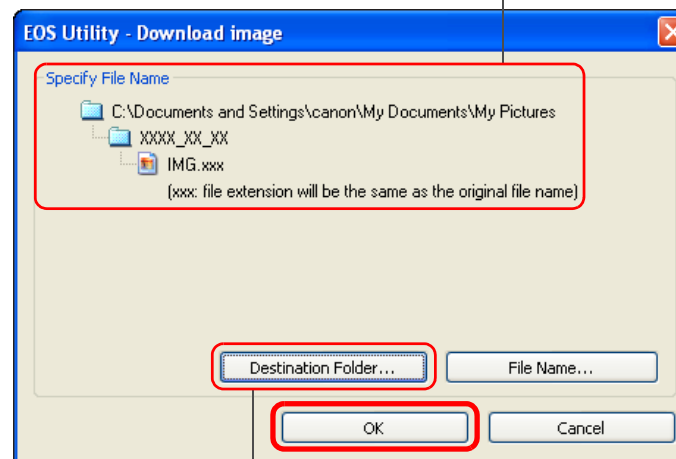 EOS Utility - Download image
Specify File Name
C:\Documents and Settings\canon\My Documents\My Pictures
XXXX_XX_XX
IMG.xxx
(xxx: file extension will be the same as the original file name)
Destination Folder... File Name...
OK Cancel